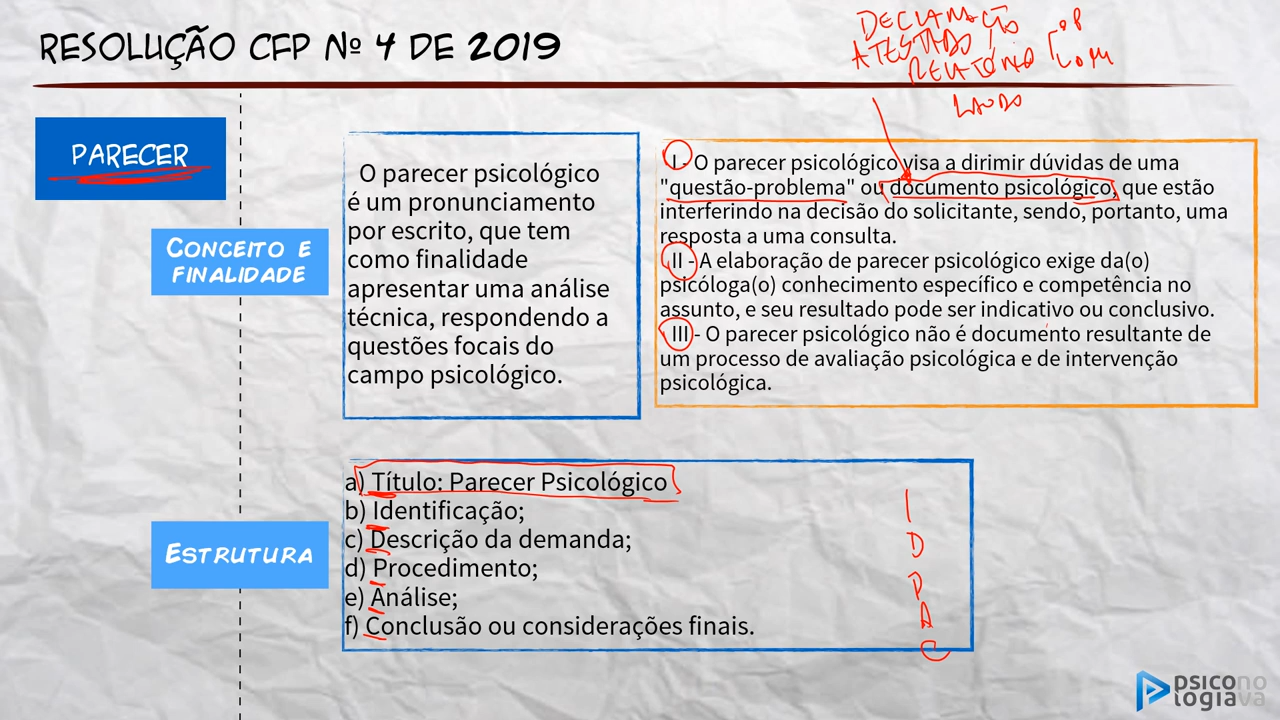 RESOLUÇÃO CFP Nº 4 DE 2019
DECLARAÇÃO
ATESTADO
RELATÓRIO
LAUDO
PARECER
CONCEITO E
FINALIDADE
O parecer psicológico
é um pronunciamento
por escrito, que tem
como finalidade
apresentar uma análise
técnica, respondendo a
questões focais do
campo psicológico.
I - O parecer psicológico visa a dirimir dúvidas de uma
"questão-problema" ou documento psicológico, que estão
interferindo na decisão do solicitante, sendo, portanto, uma
resposta a uma consulta.
II - A elaboração de parecer psicológico exige da(o)
psicóloga(o) conhecimento específico e competência no
assunto, e seu resultado pode ser indicativo ou conclusivo.
III - O parecer psicológico não é documento resultante de
um processo de avaliação psicológica e de intervenção
psicológica.
ESTRUTURA
a) Título: Parecer Psicológico
b) Identificação;
c) Descrição da demanda;
d) Procedimento;
e) Análise;
f) Conclusão ou considerações finais.
I
D
P
A
C
psicono
logiava